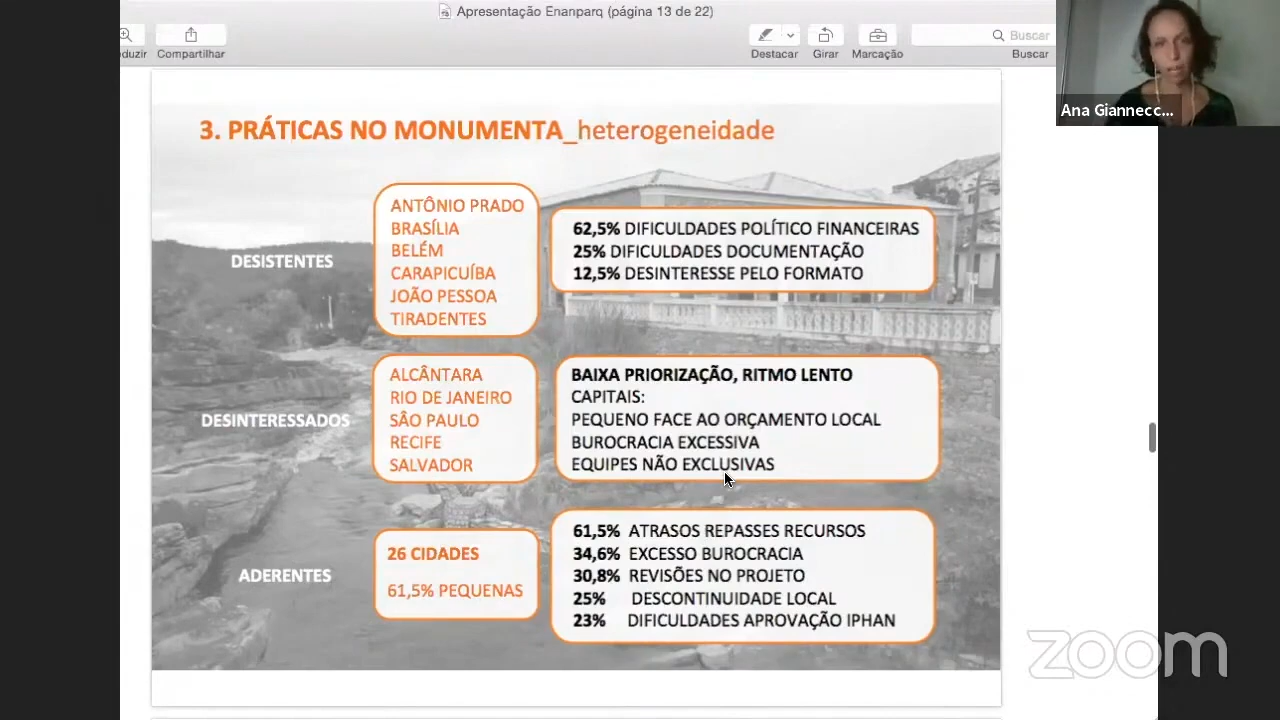 Apresentação Enanparq (página 13 de 22)
duzir
Compartilhar
Destacar
Girar
Marcação
Buscar
Buscar
Ana Giannecc...
3. PRÁTICAS NO MONUMENTA_heterogeneidade
DESISTENTES
ANTÔNIO PRADO
BRASÍLIA
BELÉM
CARAPICUÍBA
JOÃO PESSOA
TIRADENTES
62,5% DIFICULDADES POLÍTICO FINANCEIRAS
25% DIFICULDADES DOCUMENTAÇÃO
12,5% DESINTERESSE PELO FORMATO
DESINTERESSADOS
ALCÂNTARA
RIO DE JANEIRO
SÂO PAULO
RECIFE
SALVADOR
BAIXA PRIORIZAÇÃO, RITMO LENTO
CAPITAIS:
PEQUENO FACE AO ORÇAMENTO LOCAL
BUROCRACIA EXCESSIVA
EQUIPES NÃO EXCLUSIVAS
ADERENTES
26 CIDADES
61,5% PEQUENAS
61,5% ATRASOS REPASSES RECURSOS
34,6% EXCESSO BUROCRACIA
30,8% REVISÕES NO PROJETO
25% DESCONTINUIDADE LOCAL
23% DIFICULDADES APROVAÇÃO IPHAN
zoom